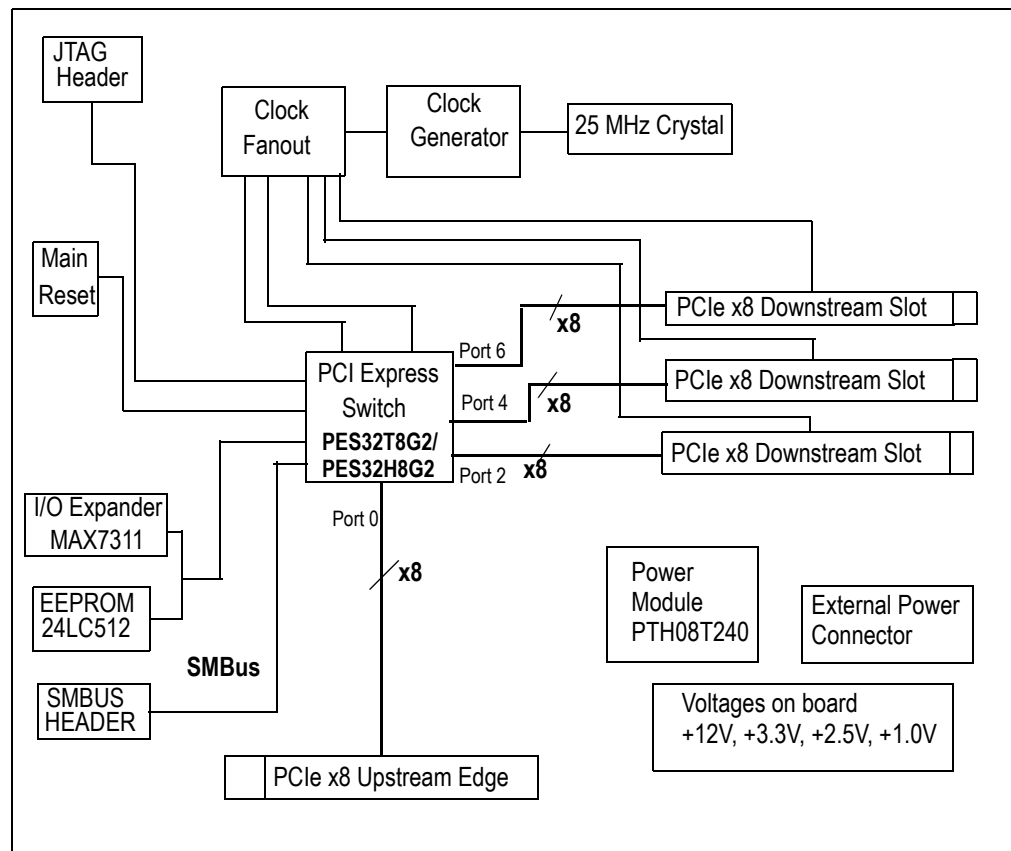 JTAG
Header
Clock
Fanout
Clock
Generator
25 MHz Crystal
Main
Reset
PCIe x8 Downstream Slot
x8
Port 6
PCI Express
Switch
PES32T8G2/
PES32H8G2
PCIe x8 Downstream Slot
Port 4
x8
PCIe x8 Downstream Slot
Port 2
x8
I/O Expander
MAX7311
Port 0
x8
EEPROM
24LC512
Power
Module
PTH08T240
External Power
Connector
SMBus
SMBUS
HEADER
Voltages on board
+12V, +3.3V, +2.5V, +1.0V
PCIe x8 Upstream Edge